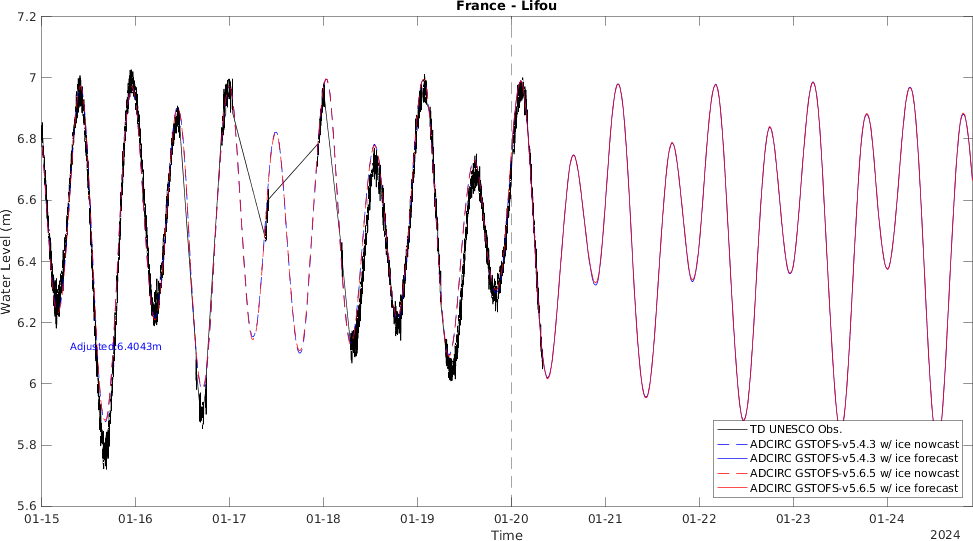 France - Lifou
7.2
7
6.8
6.6
6.4
6.2
6
5.8
5.6
Water Level (m)
Adjusted:6.4043m
TD UNESCO Obs.
ADCIRC GSTOFS-v5.4.3 w/ ice nowcast
ADCIRC GSTOFS-v5.4.3 w/ ice forecast
ADCIRC GSTOFS-v5.6.5 w/ ice nowcast
ADCIRC GSTOFS-v5.6.5 w/ ice forecast
01-15 01-16 01-17 01-18 01-19 01-20 01-21 01-22 01-23 01-24
Time
2024